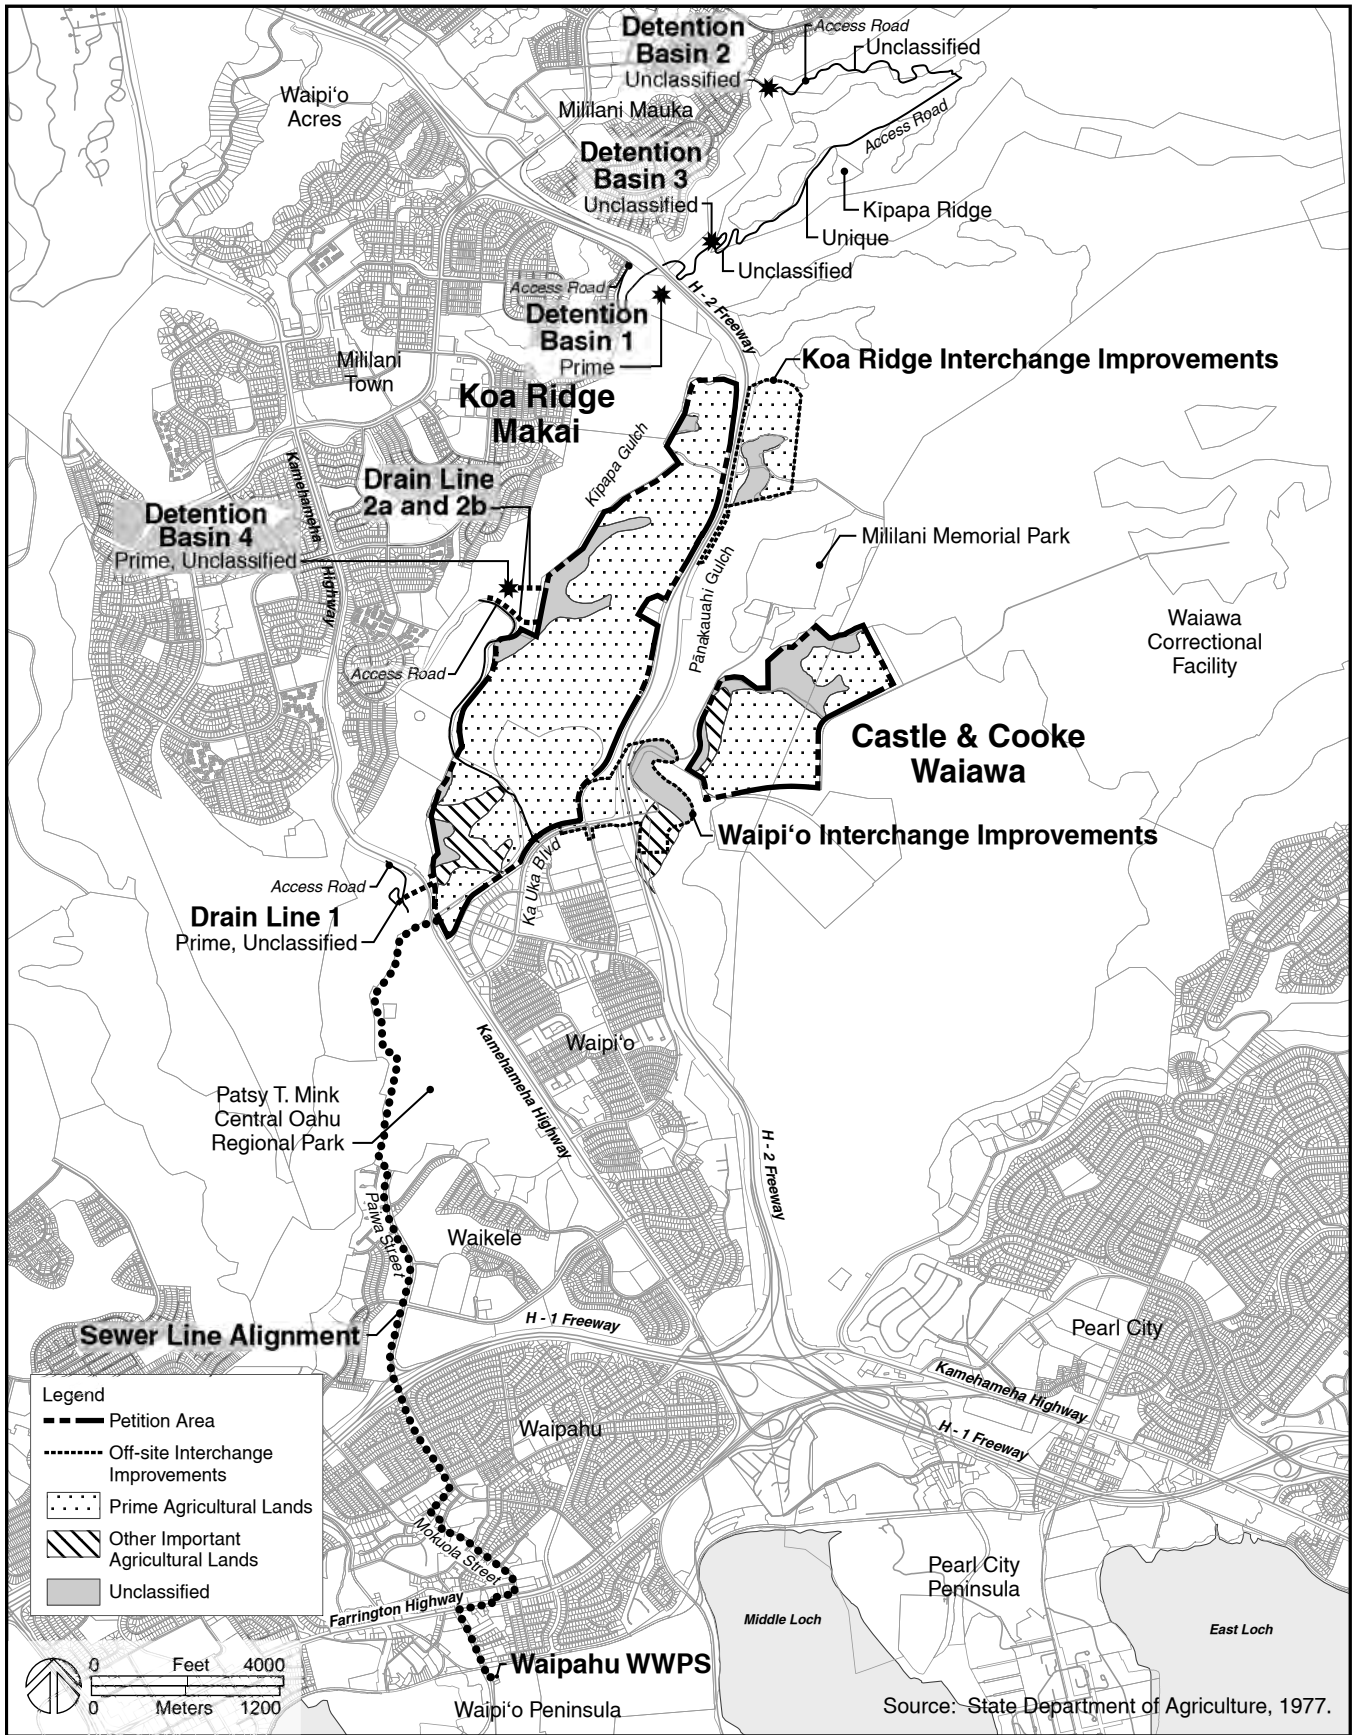 Detention
Basin 2
Unclassified
Access Road
Unclassified
Waipi‘o
Acres
Mililani Mauka
Access Road
Detention
Basin 3
Unclassified
Kīpapa Ridge
Unique
Unclassified
Access Road
H - 2 Freeway
Detention
Basin 1
Prime
Mililani
Town
Koa Ridge Interchange Improvements
Koa Ridge
Makai
Kīpapa Gulch
Kamehameha
Highway
Drain Line
2a and 2b
Detention
Basin 4
Prime, Unclassified
Mililani Memorial Park
Pānakauahi Gulch
Waiawa
Correctional
Facility
Access Road
Castle & Cooke
Waiawa
Waipi‘o Interchange Improvements
Ka Uka Blvd
Access Road
Drain Line 1
Prime, Unclassified
Kamehameha Highway
Waipi‘o
Patsy T. Mink
Central Oahu
Regional Park
H - 2 Freeway
Paiwa Street
Waikele
Sewer Line Alignment
H - 1 Freeway
Pearl City
Kamehameha Highway
H - 1 Freeway
Legend
Petition Area
Off-site Interchange
Improvements
Prime Agricultural Lands
Other Important
Agricultural Lands
Unclassified
Waipahu
Mokuola Street
Farrington Highway
Pearl City
Peninsula
Middle Loch
East Loch
Waipahu WWPS
0 Feet 4000
0 Meters 1200
Waipi‘o Peninsula
Source: State Department of Agriculture, 1977.